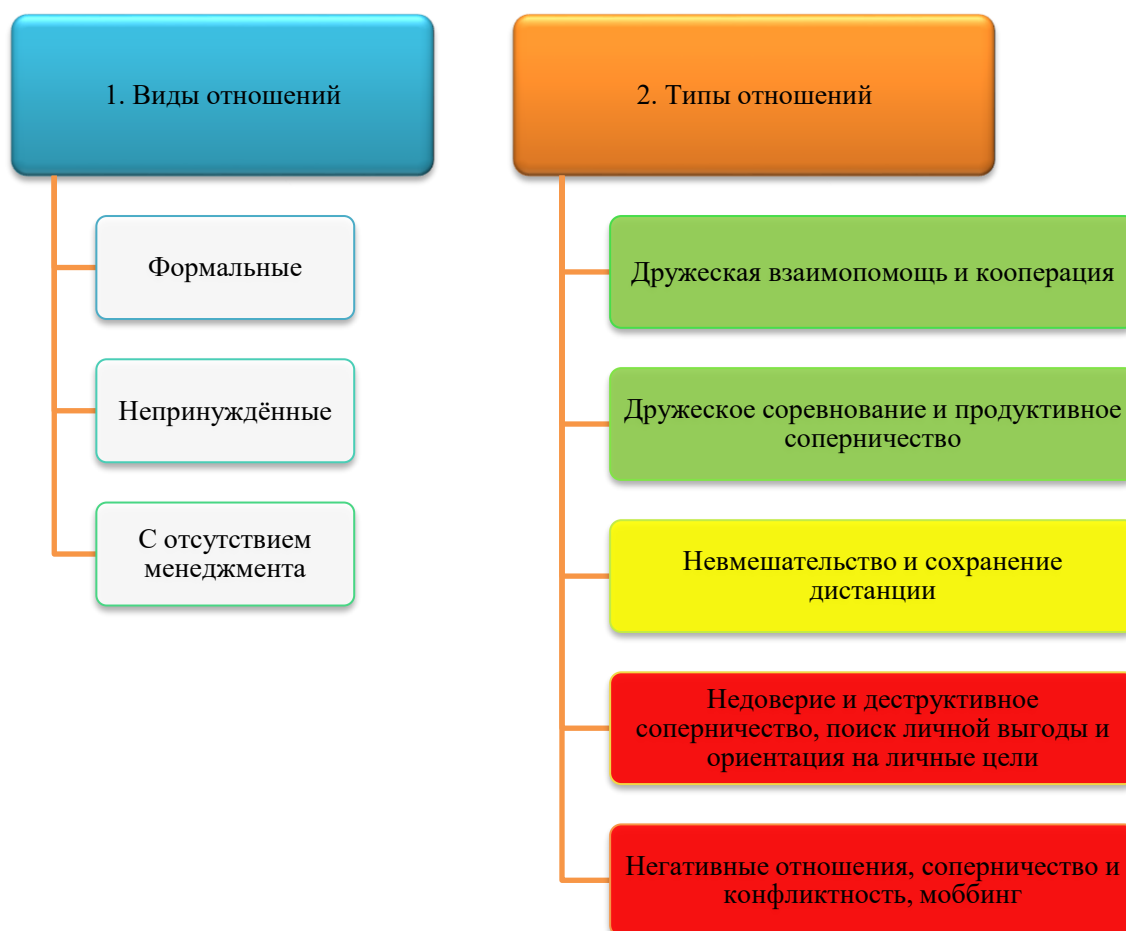 1. Виды отношений
Формальные
Непринуждённые
С отсутствием
менеджмента
2. Типы отношений
Дружеская взаимопомощь и кооперация
Дружеское соревнование и продуктивное
соперничество
Невмешательство и сохранение
дистанции
Недоверие и деструктивное
соперничество, поиск личной выгоды и
ориентация на личные цели
Негативные отношения, соперничество и
конфликтность, моббинг